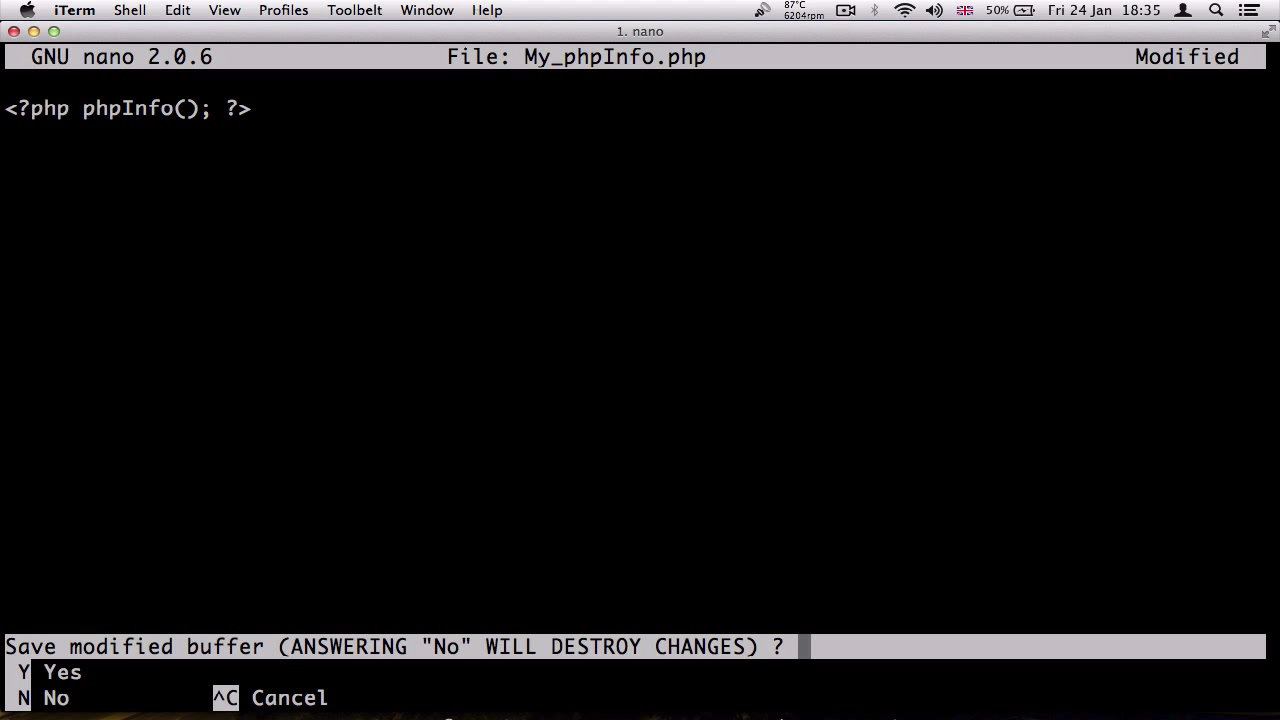 iTerm Shell Edit View Profiles Toolbelt Window Help 87°C 6204rpm 50% Fri 24 Jan 18:35
1. nano
GNU nano 2.0.6 File: My_phpInfo.php Modified
<?php phpInfo(); ?>
Save modified buffer (ANSWERING "No" WILL DESTROY CHANGES) ?
Y Yes
N No ^C Cancel